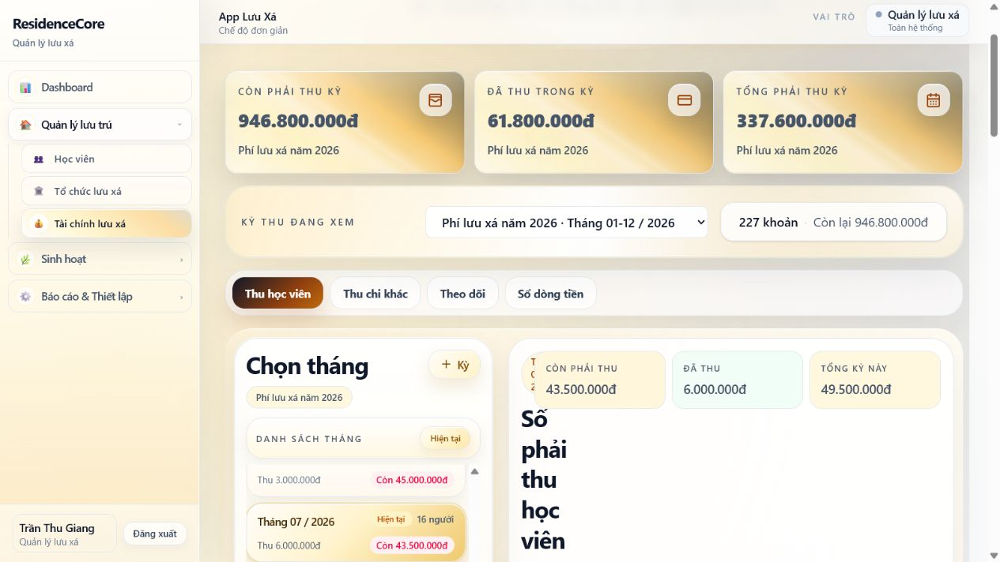 ResidenceCore
Quản lý lưu xá
Dashboard
Quản lý lưu trú
Học viên
Tổ chức lưu xá
Tài chính lưu xá
Sinh hoạt
Báo cáo & Thiết lập
Trần Thu Giang
Quản lý lưu xá
Đăng xuất
App Lưu Xá
Chế độ đơn giản
VAI TRÒ
Quản lý lưu xá
Toàn hệ thống
CÒN PHẢI THU KỲ
946.800.000đ
Phí lưu xá năm 2026
ĐÃ THU TRONG KỲ
61.800.000đ
Phí lưu xá năm 2026
TỔNG PHẢI THU KỲ
337.600.000đ
Phí lưu xá năm 2026
KỲ THU ĐANG XEM
Phí lưu xá năm 2026 · Tháng 01-12 / 2026
227 khoản · Còn lại 946.800.000đ
Thu học viên
Thu chi khác
Theo dõi
Sổ dòng tiền
Chọn tháng
+ Kỳ
Phí lưu xá năm 2026
DANH SÁCH THÁNG
Hiện tại
Thu 3.000.000đ
Còn 45.000.000đ
Tháng 07 / 2026
Hiện tại
16 người
Thu 6.000.000đ
Còn 43.500.000đ
CÒN PHẢI THU
43.500.000đ
ĐÃ THU
6.000.000đ
TỔNG KỲ NÀY
49.500.000đ
Sổ
phải
thu
học
viên